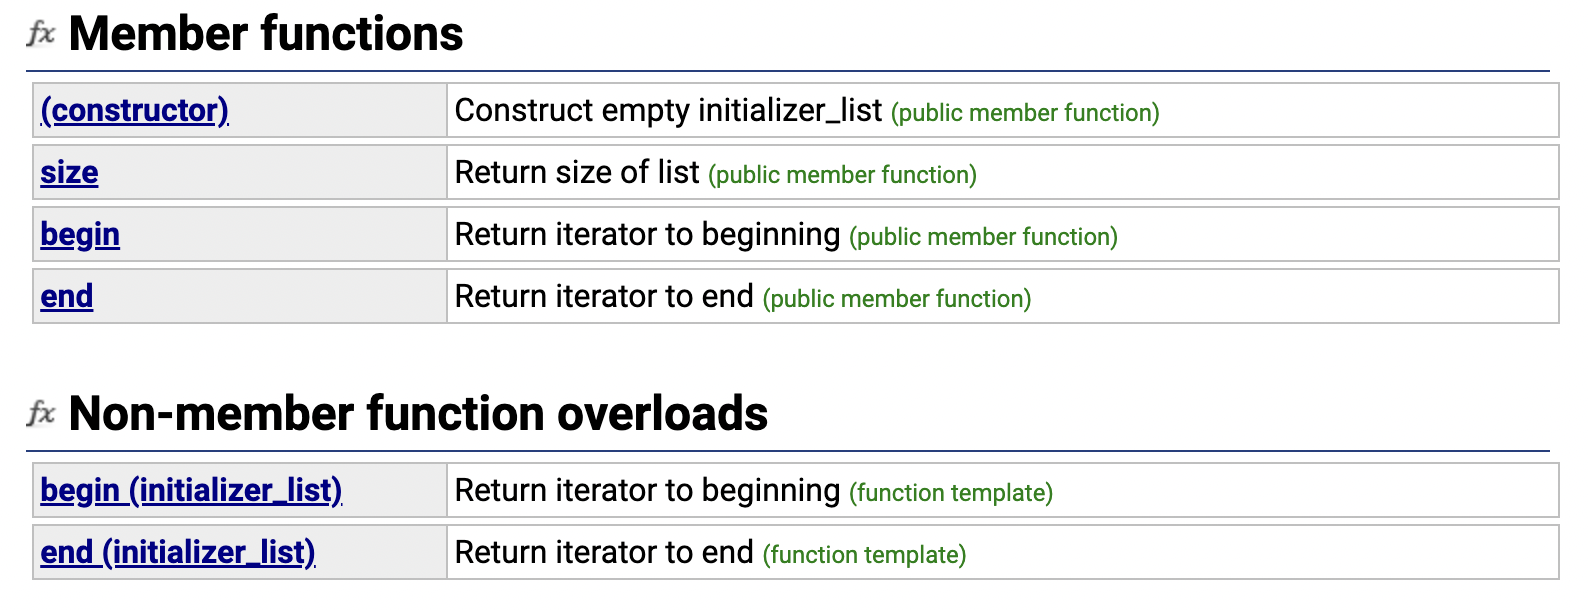 fx Member functions
(constructor) Construct empty initializer_list (public member function)
size Return size of list (public member function)
begin Return iterator to beginning (public member function)
end Return iterator to end (public member function)
fx Non-member function overloads
begin (initializer_list) Return iterator to beginning (function template)
end (initializer_list) Return iterator to end (function template)